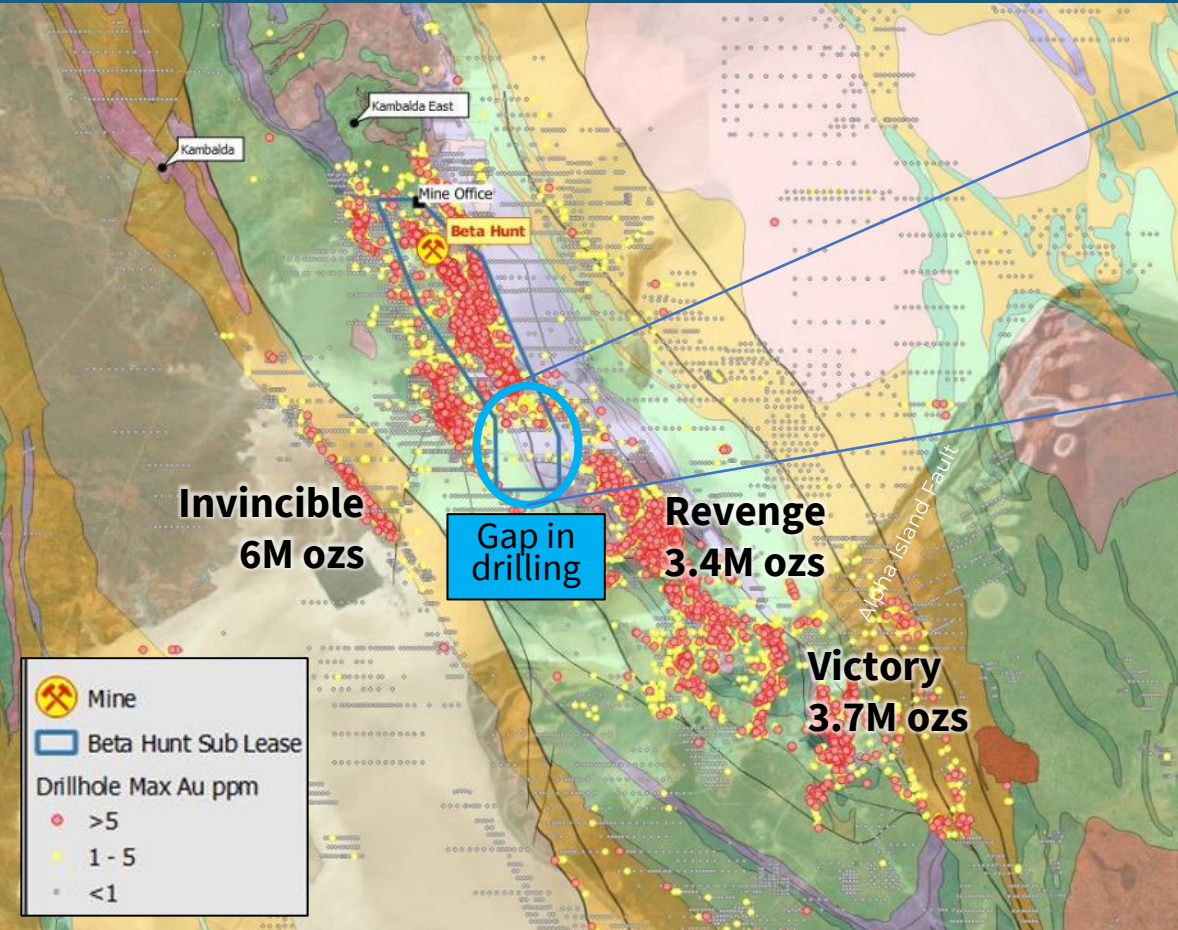 Kambalda East
Kambalda
Mine Office
Beta Hunt
Invincible
6M ozs
Gap in
drilling
Revenge
3.4M ozs
Alpha Island Fault
Victory
3.7M ozs
Mine
Beta Hunt Sub Lease
Drillhole Max Au ppm
>5
1 - 5
<1